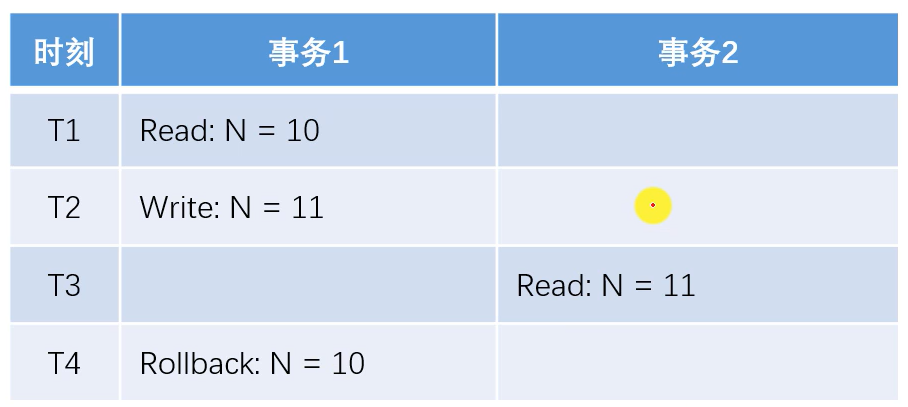 时刻 事务1 事务2
T1 Read: N = 10
T2 Write: N = 11
T3 Read: N = 11
T4 Rollback: N = 10